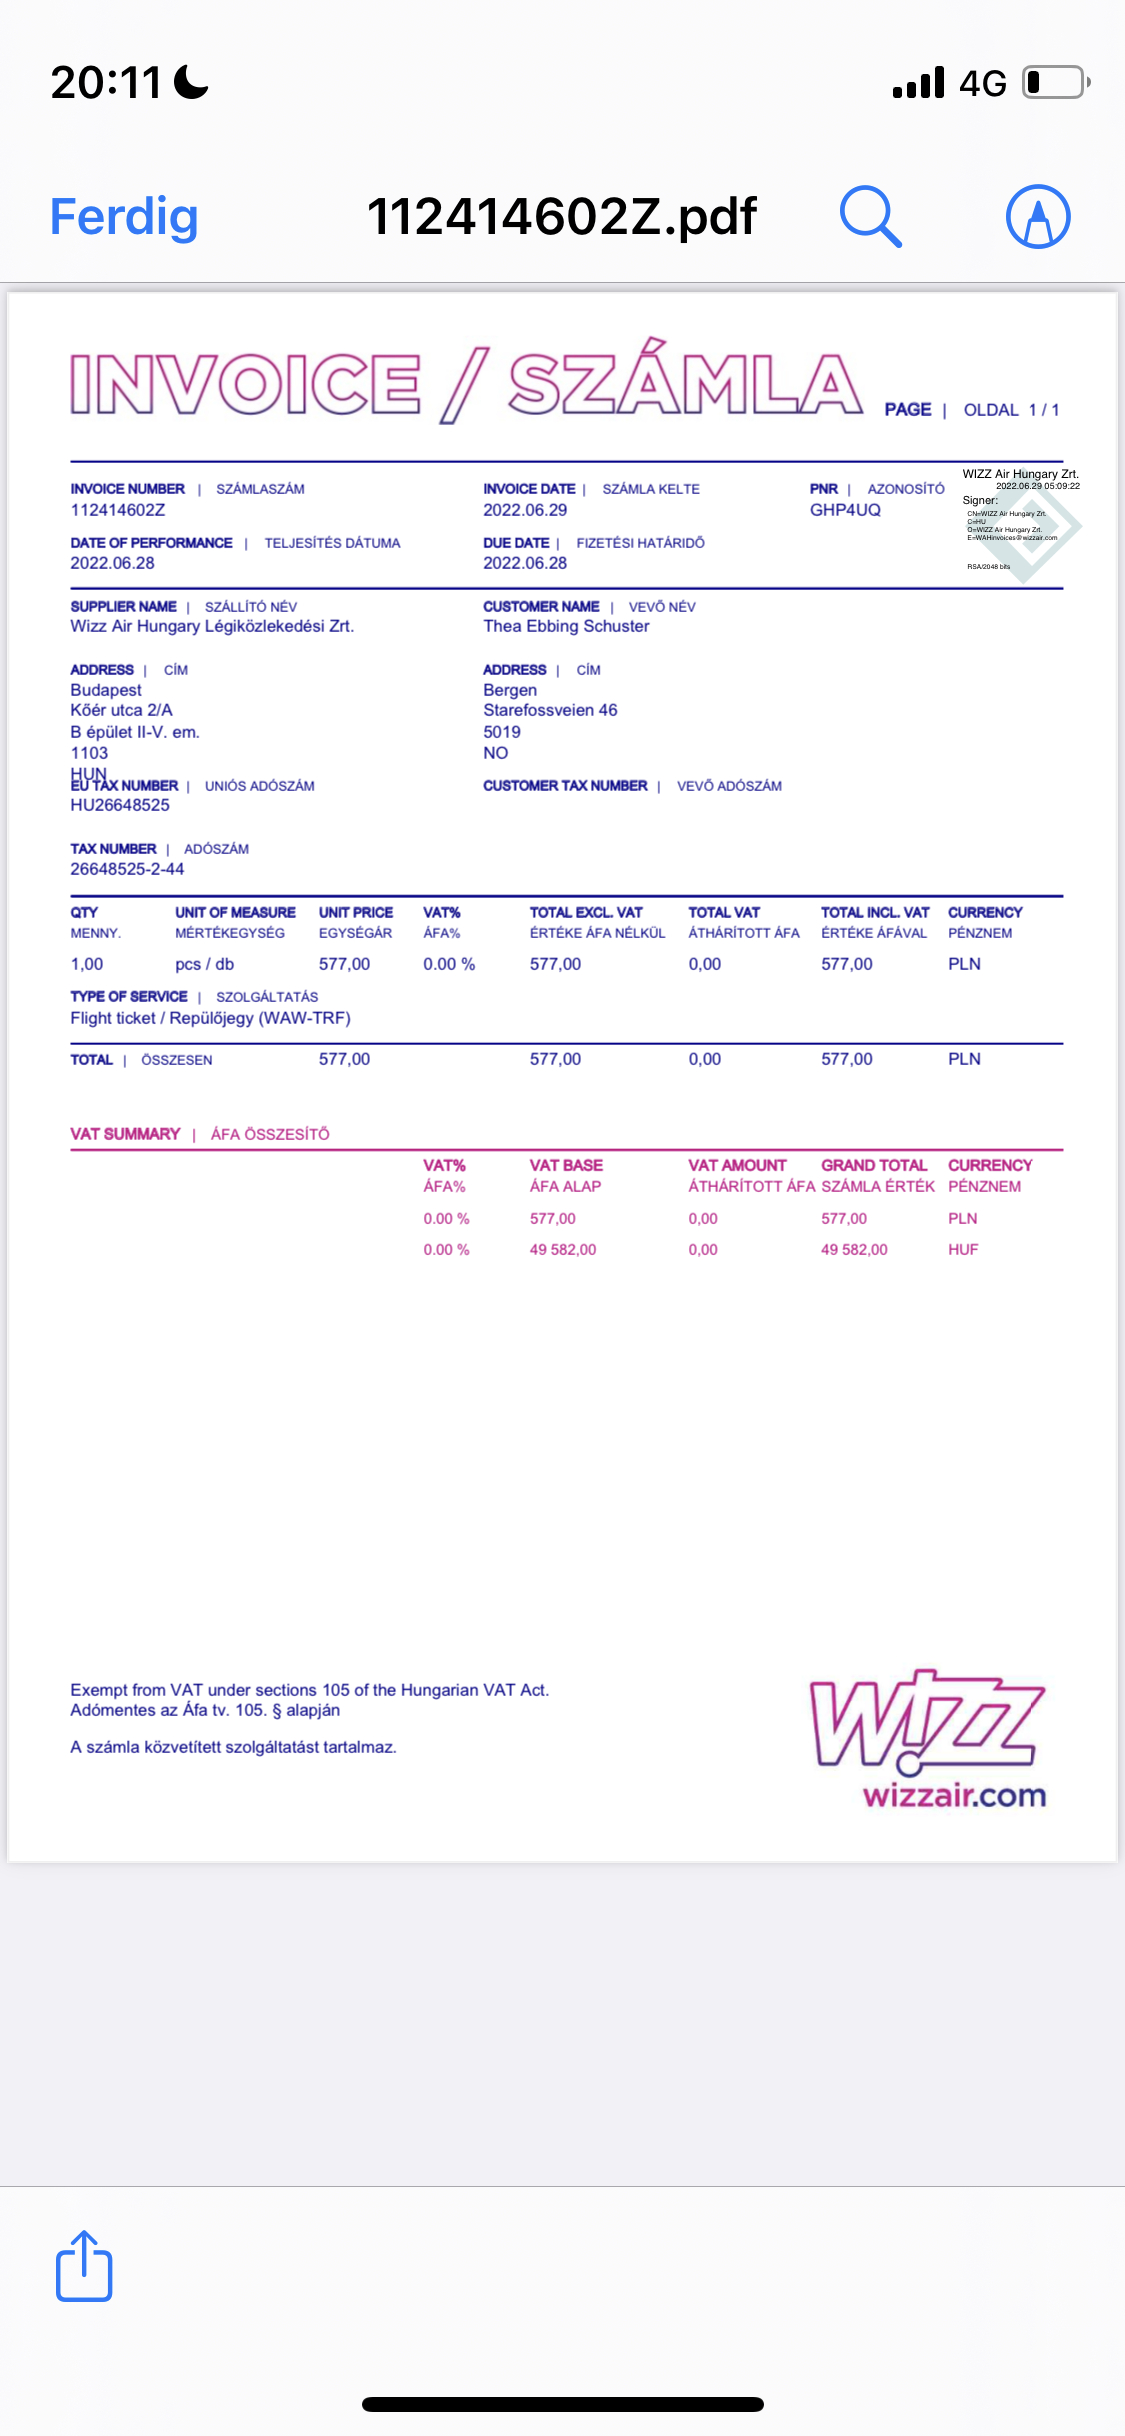 20:11 4G
Ferdig 112414602Z.pdf
INVOICE / SZÁMLA PAGE | OLDAL 1 / 1
WIZZ Air Hungary Zrt.
2022.06.29 05:09:22
Signer:
CN=WIZZ Air Hungary Zrt.
C=HU
O=WIZZ Air Hungary Zrt.
E=WAHinvoices@wizzair.com
RSA/2048 bits
INVOICE NUMBER | SZÁMLASZÁM INVOICE DATE | SZÁMLA KELTE PNR | AZONOSÍTÓ
112414602Z 2022.06.29 GHP4UQ
DATE OF PERFORMANCE | TELJESÍTÉS DÁTUMA DUE DATE | FIZETÉSI HATÁRIDŐ
2022.06.28 2022.06.28
SUPPLIER NAME | SZÁLLÍTÓ NÉV CUSTOMER NAME | VEVŐ NÉV
Wizz Air Hungary Légiközlekedési Zrt. Thea Ebbing Schuster
ADDRESS | CÍM ADDRESS | CÍM
Budapest Bergen
Kőér utca 2/A Starefossveien 46
B épület II-V. em. 5019
1103 NO
HUN
EU TAX NUMBER | UNIÓS ADÓSZÁM CUSTOMER TAX NUMBER | VEVŐ ADÓSZÁM
HU26648525
TAX NUMBER | ADÓSZÁM
26648525-2-44
QTY UNIT OF MEASURE UNIT PRICE VAT% TOTAL EXCL. VAT TOTAL VAT TOTAL INCL. VAT CURRENCY
MENNY. MÉRTÉKEGYSÉG EGYSÉGÁR ÁFA% ÉRTÉKE ÁFA NÉLKÜL ÁTHÁRÍTOTT ÁFA ÉRTÉKE ÁFÁVAL PÉNZNEM
1,00 pcs / db 577,00 0.00 % 577,00 0,00 577,00 PLN
TYPE OF SERVICE | SZOLGÁLTATÁS
Flight ticket / Repülőjegy (WAW-TRF)
TOTAL | ÖSSZESEN 577,00 577,00 0,00 577,00 PLN
VAT SUMMARY | ÁFA ÖSSZESÍTŐ
VAT% VAT BASE VAT AMOUNT GRAND TOTAL CURRENCY
ÁFA% ÁFA ALAP ÁTHÁRÍTOTT ÁFA SZÁMLA ÉRTÉK PÉNZNEM
0.00 % 577,00 0,00 577,00 PLN
0.00 % 49 582,00 0,00 49 582,00 HUF
Exempt from VAT under sections 105 of the Hungarian VAT Act.
Adómentes az Áfa tv. 105. § alapján
A számla közvetített szolgáltatást tartalmaz.
Wizz
wizzair.com